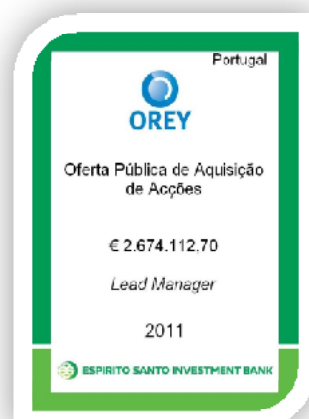 Portugal
OREY
Oferta Pública de Aquisição
de Acções
€ 2.674.112,70
Lead Manager
2011
ESPIRITO SANTO INVESTMENT BANK